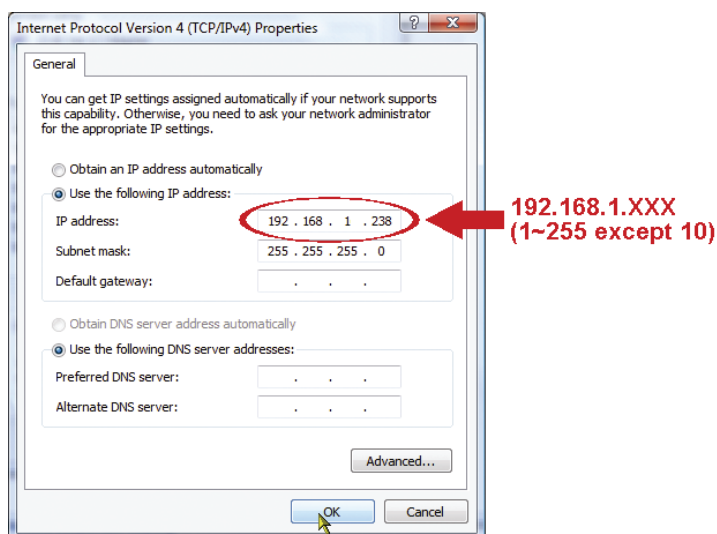 Internet Protocol Version 4 (TCP/IPv4) Properties
General
You can get IP settings assigned automatically if your network supports
this capability. Otherwise, you need to ask your network administrator
for the appropriate IP settings.
Obtain an IP address automatically
Use the following IP address:
IP address: 192 . 168 . 1 . 238
Subnet mask: 255 . 255 . 255 . 0
Default gateway: . . .
192.168.1.XXX
(1~255 except 10)
Obtain DNS server address automatically
Use the following DNS server addresses:
Preferred DNS server: . . .
Alternate DNS server: . . .
Advanced...
OK Cancel